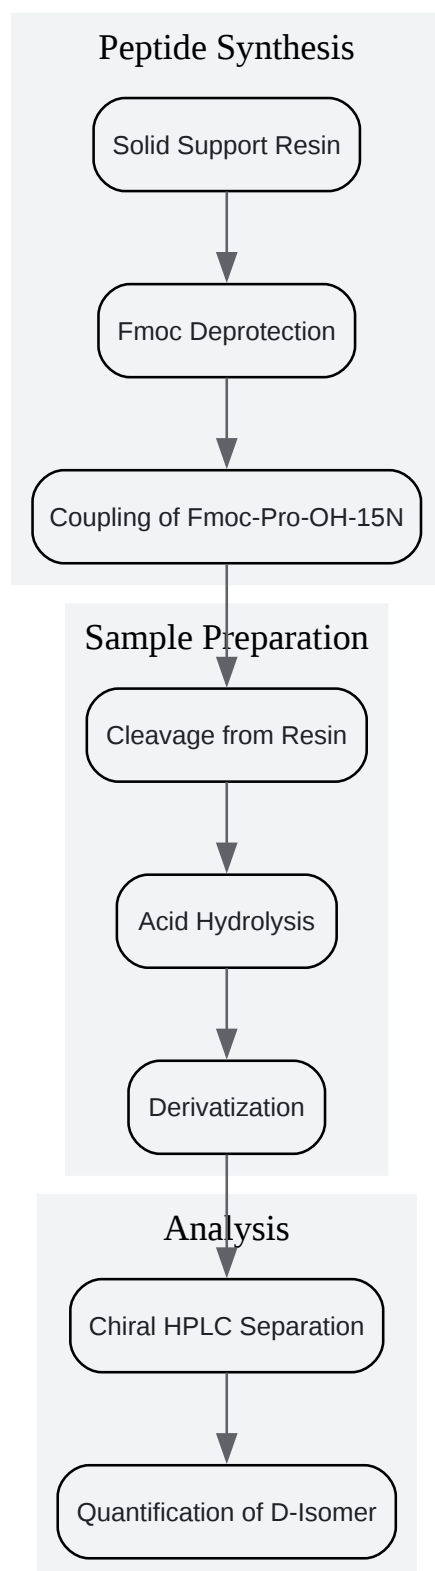 Peptide Synthesis
Solid Support Resin
Fmoc Deprotection
Coupling of Fmoc-Pro-OH-15N
Sample Preparation
Cleavage from Resin
Acid Hydrolysis
Derivatization
Analysis
Chiral HPLC Separation
Quantification of D-Isomer